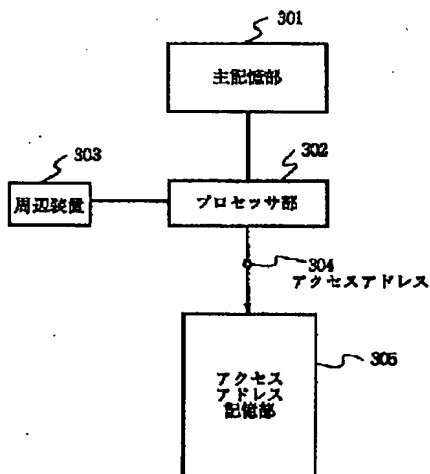 301
主記憶部
302
プロセッサ部
303
周辺装置
304
アクセスアドレス
305
アクセス
アドレス
記憶部